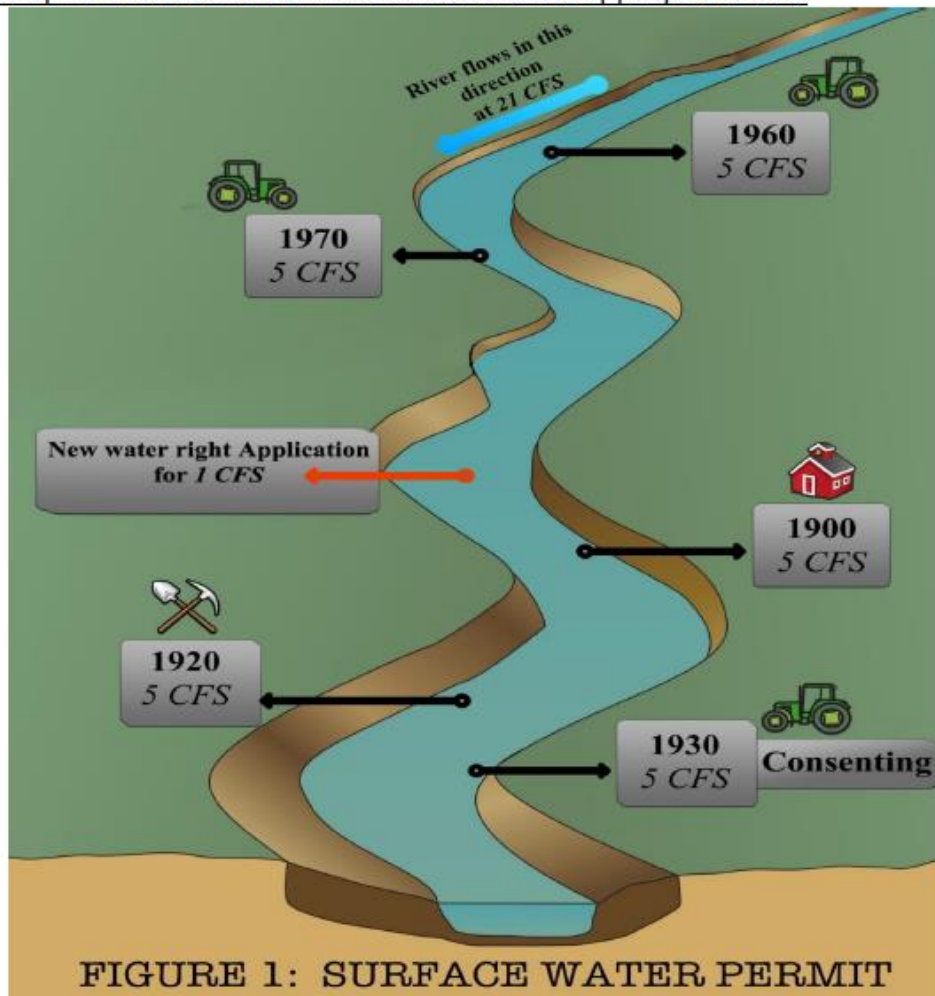 River flows in this
direction
at 21 CFS
1960
5 CFS
1970
5 CFS
New water right Application
for 1 CFS
1900
5 CFS
1920
5 CFS
1930
5 CFS
Consenting
FIGURE 1: SURFACE WATER PERMIT